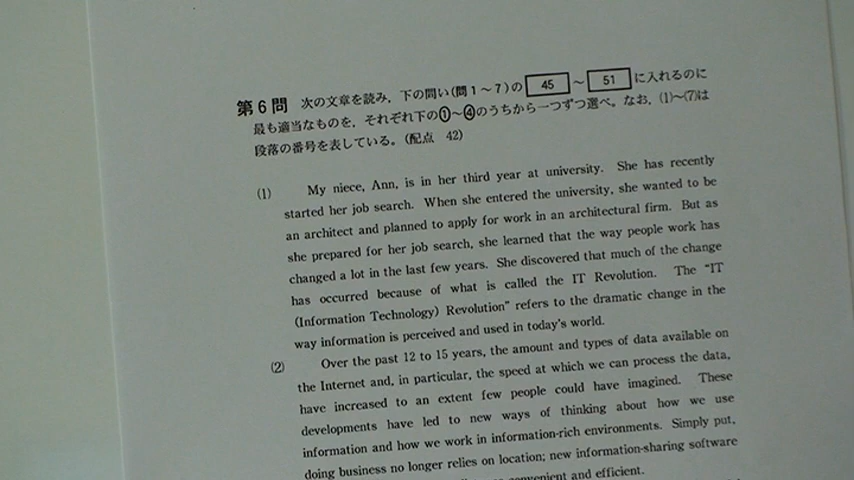 第6問 次の文章を読み,下の問い(問1～7)の 45 ～ 51 に入れるのに
最も適当なものを,それぞれ下の①～④のうちから一つずつ選べ。なお,(1)～(7)は
段落の番号を表している。(配点 42)
(1) My niece, Ann, is in her third year at university. She has recently
started her job search. When she entered the university, she wanted to be
an architect and planned to apply for work in an architectural firm. But as
she prepared for her job search, she learned that the way people work has
changed a lot in the last few years. She discovered that much of the change
has occurred because of what is called the IT Revolution. The "IT
(Information Technology) Revolution" refers to the dramatic change in the
way information is perceived and used in today's world.
(2) Over the past 12 to 15 years, the amount and types of data available on
the Internet and, in particular, the speed at which we can process the data,
have increased to an extent few people could have imagined. These
developments have led to new ways of thinking about how we use
information and how we work in information-rich environments. Simply put,
doing business no longer relies on location; new information-sharing software
convenient and efficient.